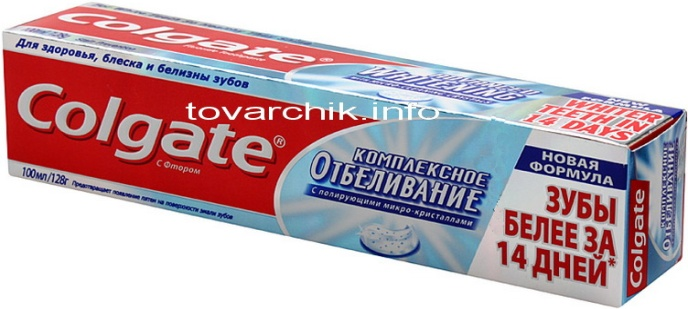 Colgate
WHITENING
NEW
WHITER
TEETH IN
14 DAYS
Для здоровья, блеска и белизны зубов
tovarchik.info
Colgate®
С Фтором
100мл/128г
Предотвращает появление пятен на поверхности эмали зубов
КОМПЛЕКСНОЕ
ОТБЕЛИВАНИЕ
С полирующими микро-кристаллами
НОВАЯ
ФОРМУЛА
ЗУБЫ
БЕЛЕЕ ЗА
14 ДНЕЙ*
Colgate
КОМПЛЕКСНОЕ
ОТБЕЛИВАНИЕ